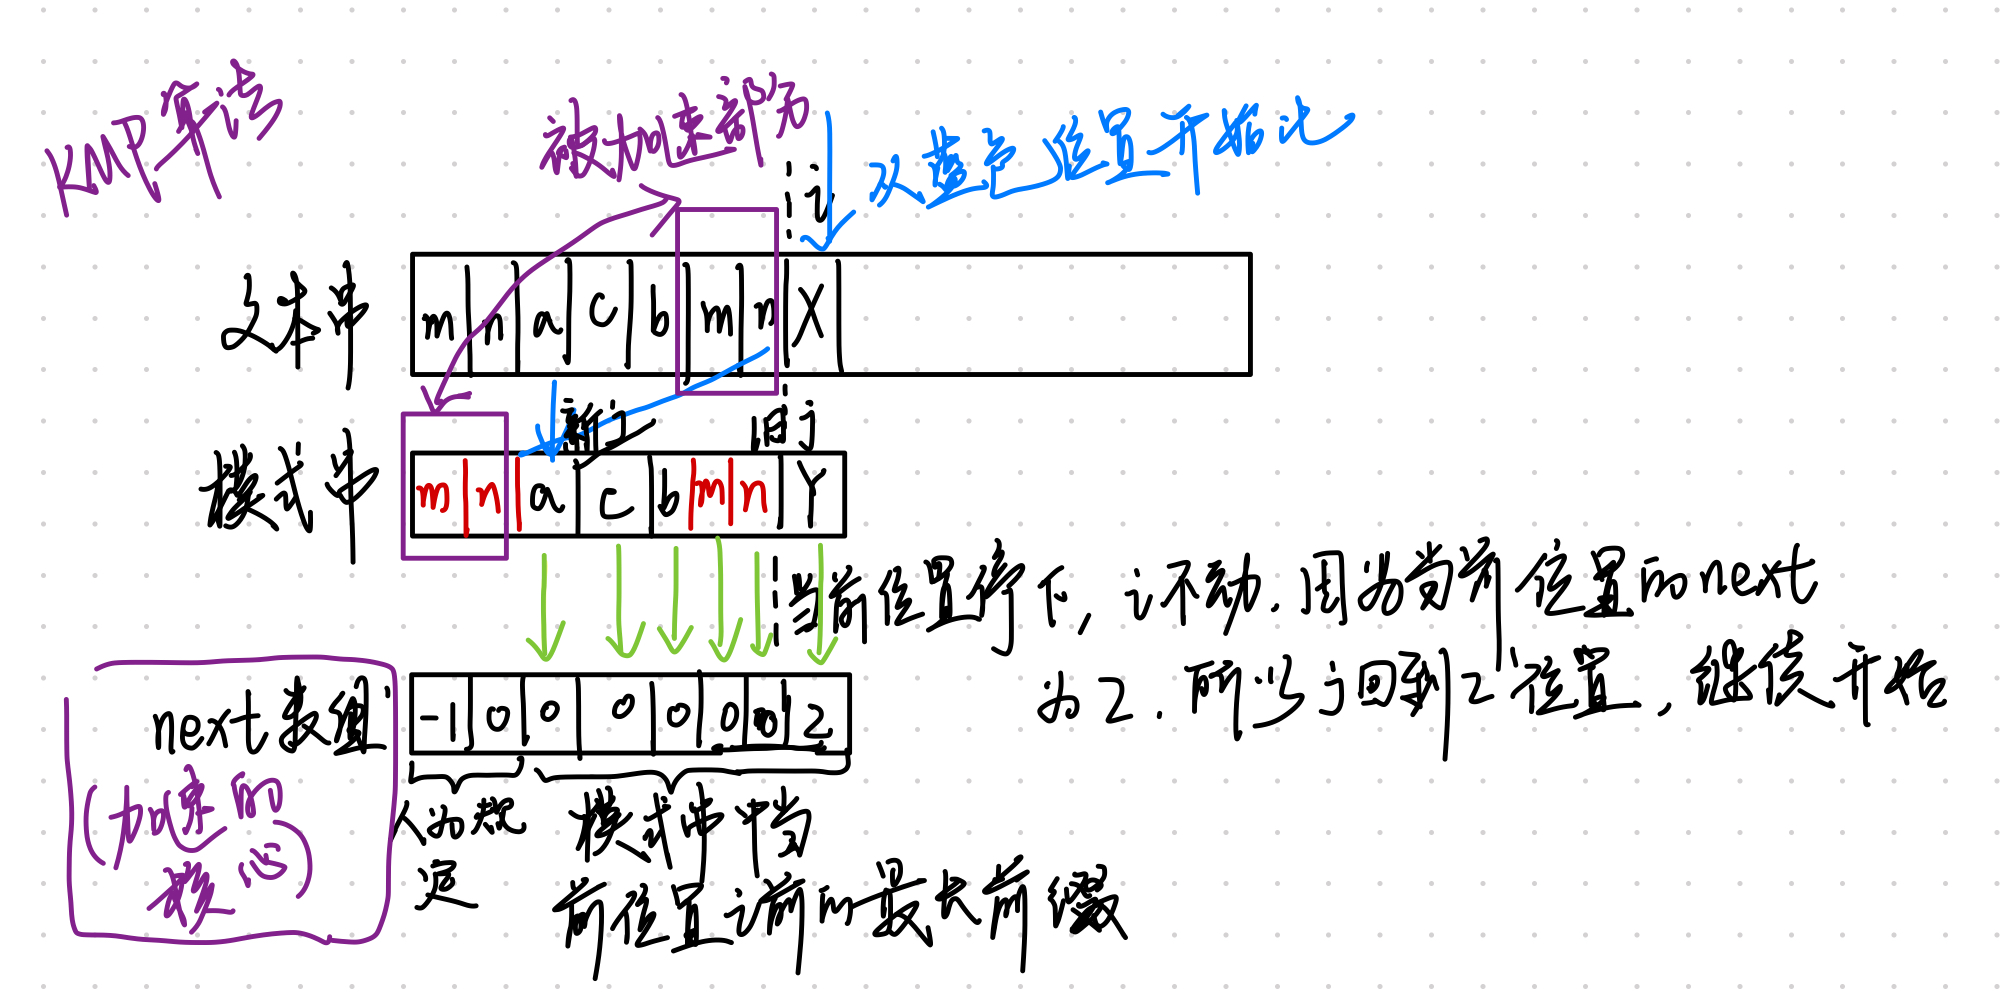 KMP算法
被加速部分
i
从蓝色位置开始比
文本串
m n a c b m n X
新j
旧j
模式串
m n a c b m n Y
当前位置停下, i不动. 因为当前位置的next
为2. 所以j回到2位置, 继续开始
next数组
-1 0 0 0 0 0 2
(加速的
核心)
人为规
定
模式串中当
前位置之前的最长前缀